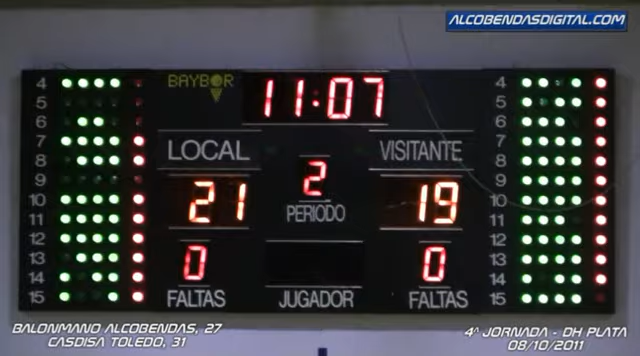 ALCOBENDASDIGITAL.COM
BAYBOR
11:07
LOCAL
VISITANTE
21
2
19
PERIODO
0
0
FALTAS
JUGADOR
FALTAS
4
5
6
7
8
9
10
11
12
13
14
15
4
5
6
7
8
9
10
11
12
13
14
15
BALONMANO ALCOBENDAS, 27
CASDISA TOLEDO, 31
4ª JORNADA - DH PLATA
08/10/2011